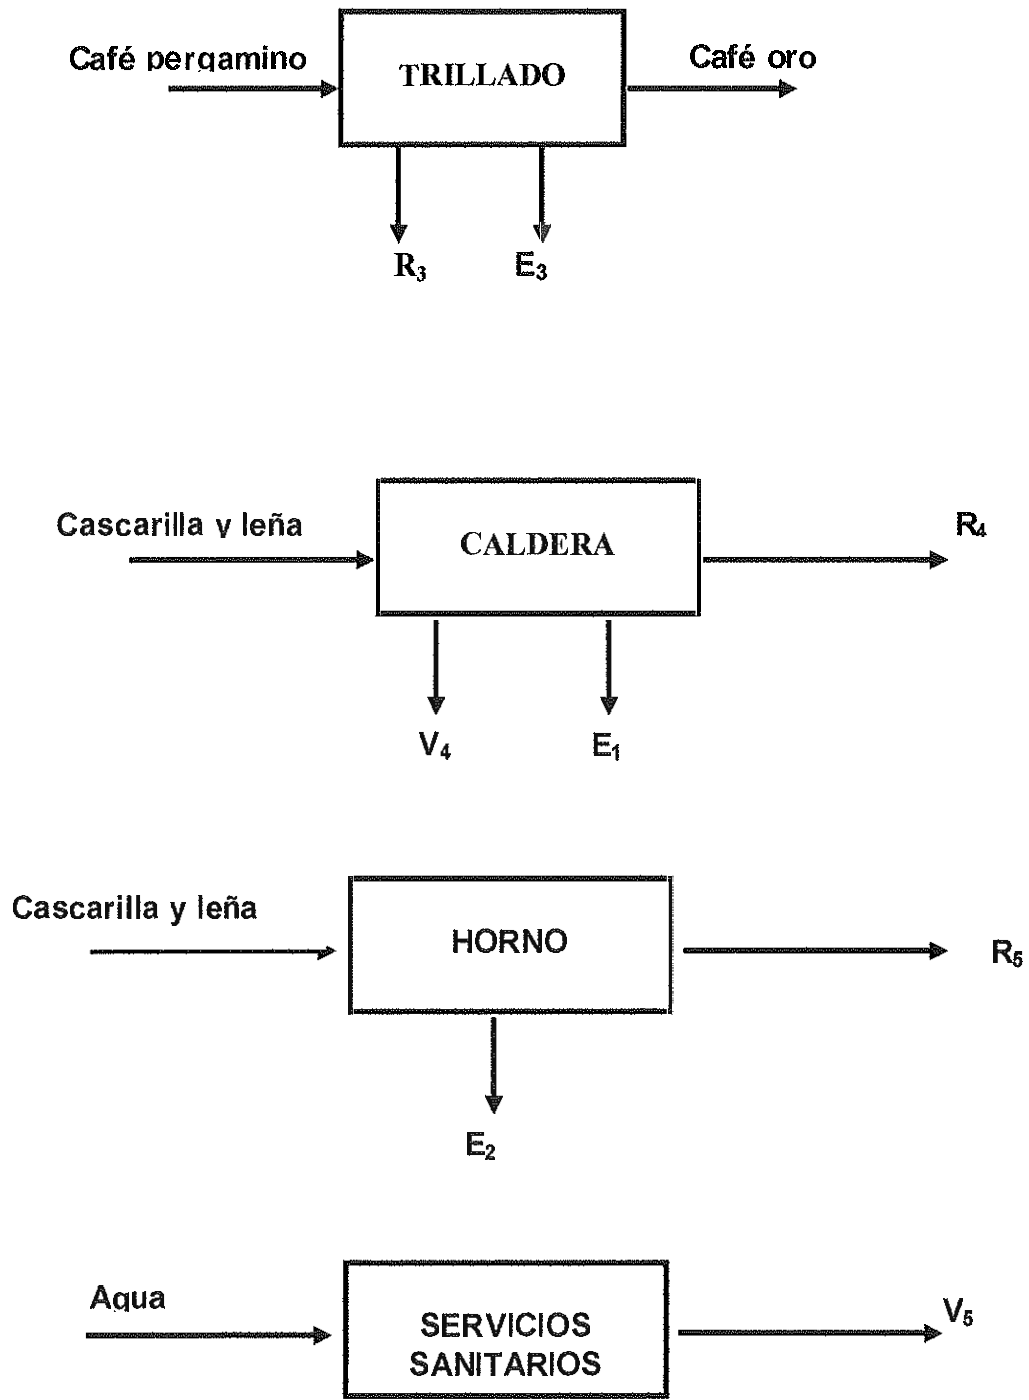 Café pergamino
TRILLADO
Café oro
R₃
E₃
Cascarilla y leña
CALDERA
R₄
V₄
E₁
Cascarilla y leña
HORNO
R₅
E₂
Agua
SERVICIOS
SANITARIOS
V₅